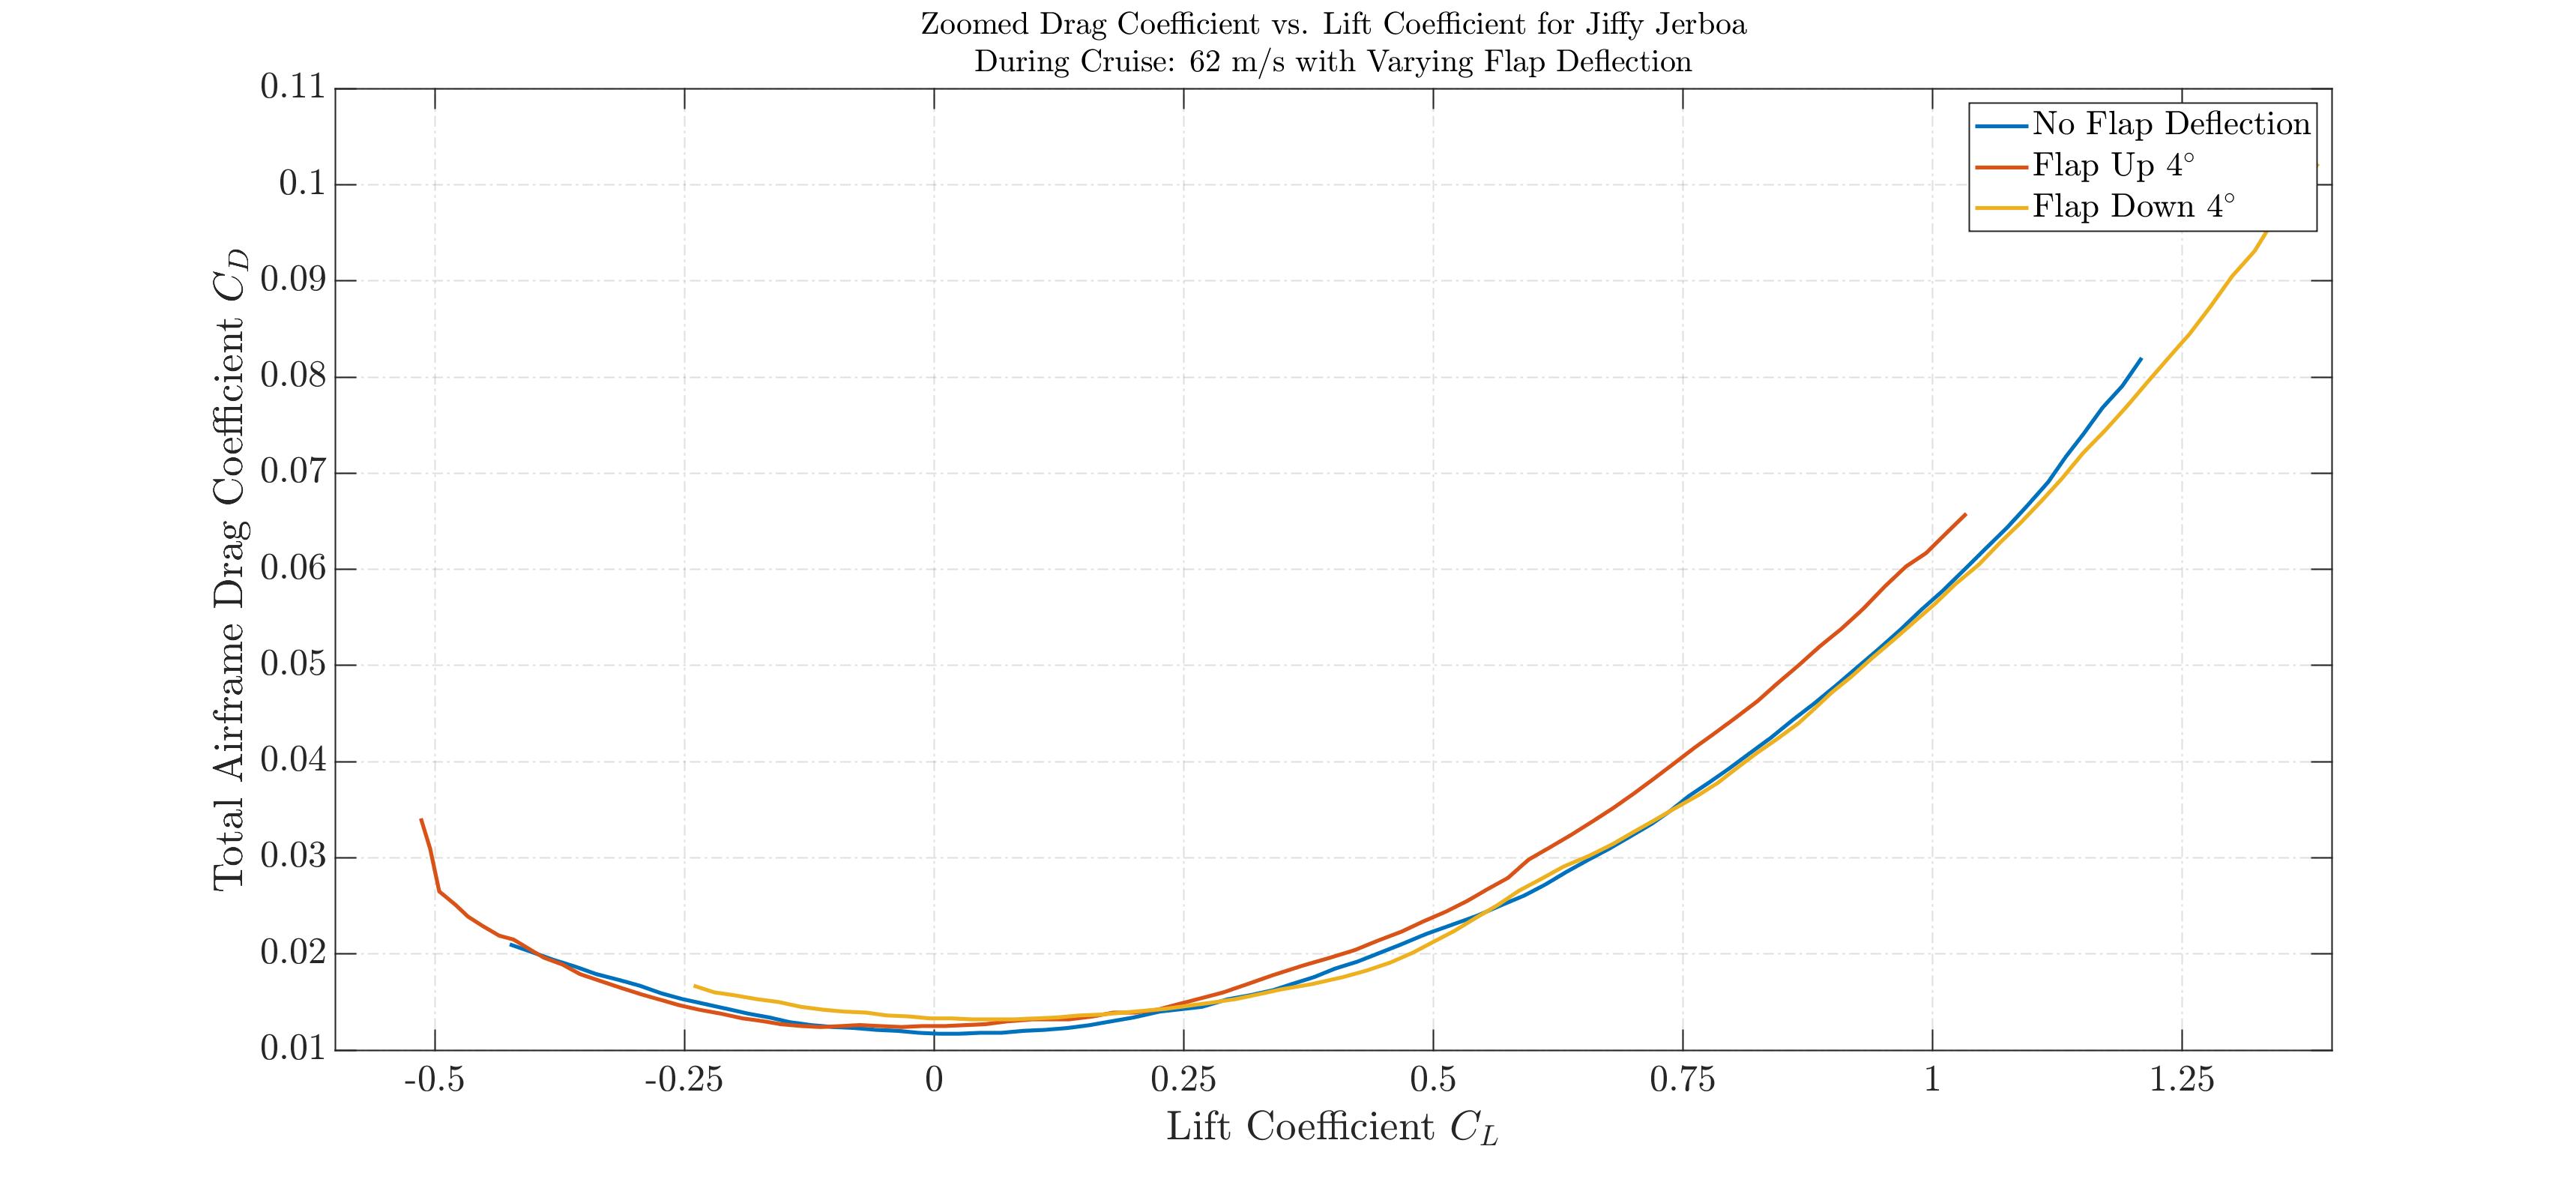 Zoomed Drag Coefficient vs. Lift Coefficient for Jiffy Jerboa
During Cruise: 62 m/s with Varying Flap Deflection
0.11
0.1
0.09
0.08
0.07
0.06
0.05
0.04
0.03
0.02
0.01
Total Airframe Drag Coefficient C_D
No Flap Deflection
Flap Up 4°
Flap Down 4°
-0.5
-0.25
0
0.25
0.5
0.75
1
1.25
Lift Coefficient C_L